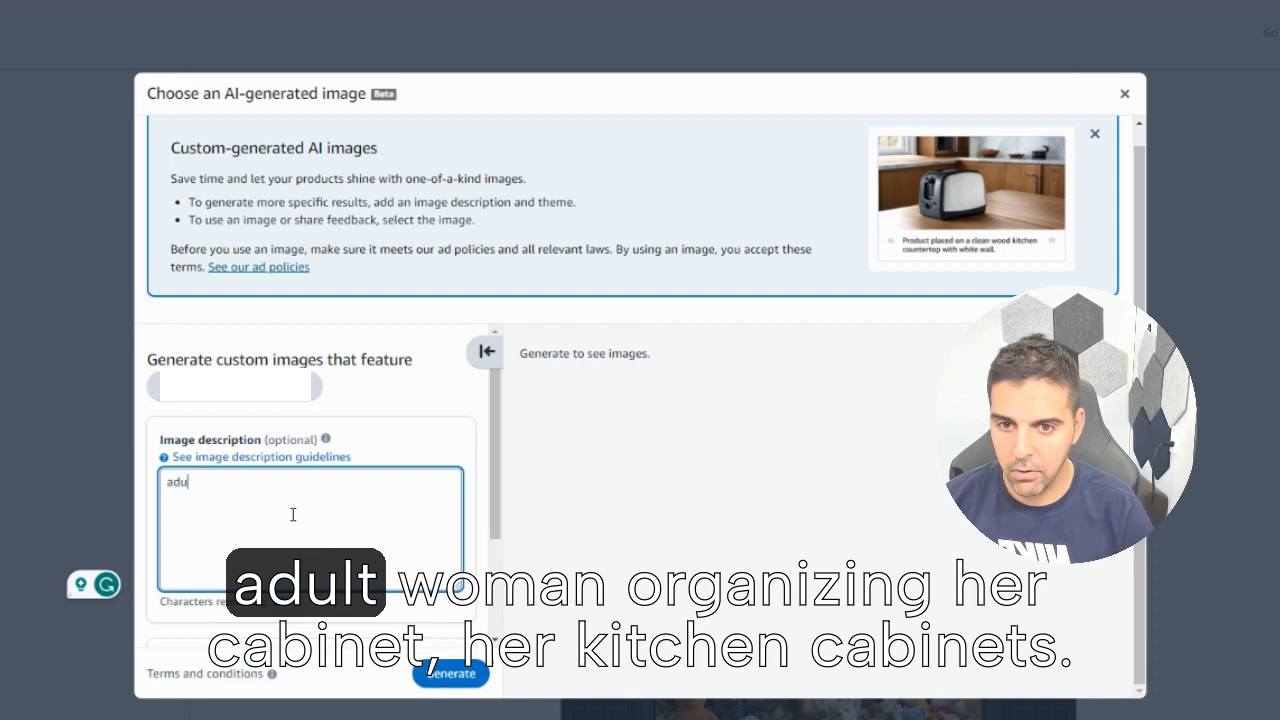 Choose an AI-generated image Beta
Custom-generated AI images
Save time and let your products shine with one-of-a-kind images.
• To generate more specific results, add an image description and theme.
• To use an image or share feedback, select the image.
Before you use an image, make sure it meets our ad policies and all relevant laws. By using an image, you accept these
terms. See our ad policies
Product placed on a clean wood kitchen
countertop with white wall.
Generate custom images that feature
Generate to see images.
Image description (optional)
See image description guidelines
adu
adult woman organizing her
cabinet, her kitchen cabinets.
Characters
Terms and conditions
Generate